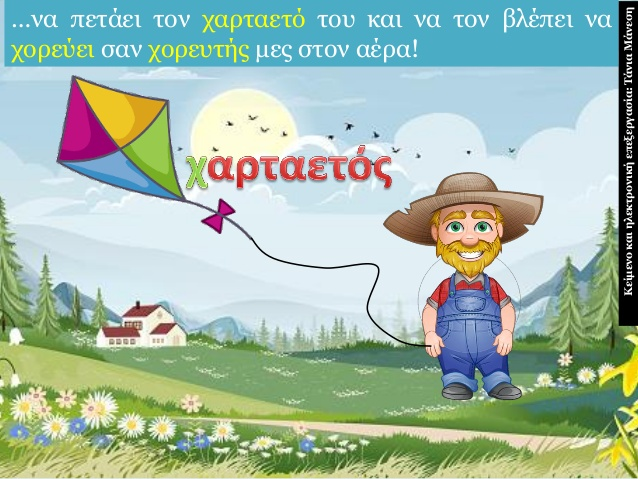 ...να πετάει τον χαρταετό του και να τον βλέπει να
χορεύει σαν χορευτής μες στον αέρα!
χαρταετός
Κείμενο και ηλεκτρονική επεξεργασία: Τάνια Μάνεση